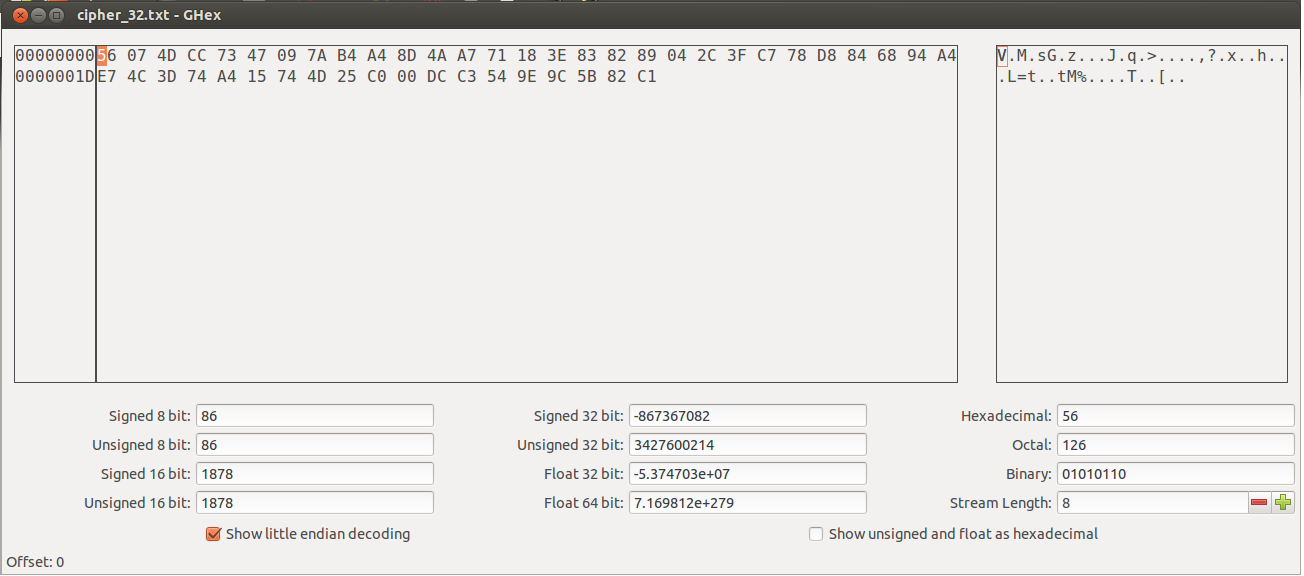 cipher_32.txt - GHex
00000000 56 07 4D CC 73 47 09 7A B4 A4 8D 4A A7 71 18 3E 83 82 89 04 2C 3F C7 78 D8 84 68 94 A4 V.M.sG.z...J.q.>....,?.x..h..
0000001D E7 4C 3D 74 A4 15 74 4D 25 C0 00 DC C3 54 9E 9C 5B 82 C1 .L=t..tM%....T..[..
Signed 8 bit: 86 Signed 32 bit: -867367082 Hexadecimal: 56
Unsigned 8 bit: 86 Unsigned 32 bit: 3427600214 Octal: 126
Signed 16 bit: 1878 Float 32 bit: -5.374703e+07 Binary: 01010110
Unsigned 16 bit: 1878 Float 64 bit: 7.169812e+279 Stream Length: 8
Show little endian decoding Show unsigned and float as hexadecimal
Offset: 0